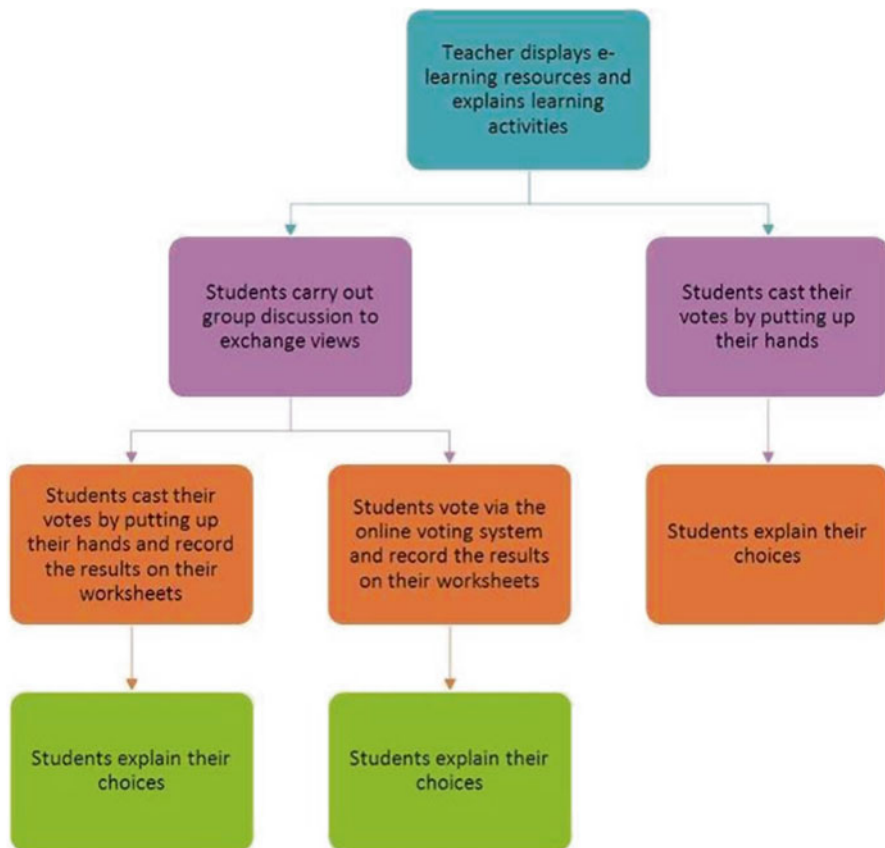 Teacher displays e-
learning resources and
explains learning
activities
Students carry out
group discussion to
exchange views
Students cast their
votes by putting up
their hands
Students cast their
votes by putting up
their hands and record
the results on their
worksheets
Students vote via the
online voting system
and record the results
on their worksheets
Students explain their
choices
Students explain their
choices
Students explain their
choices